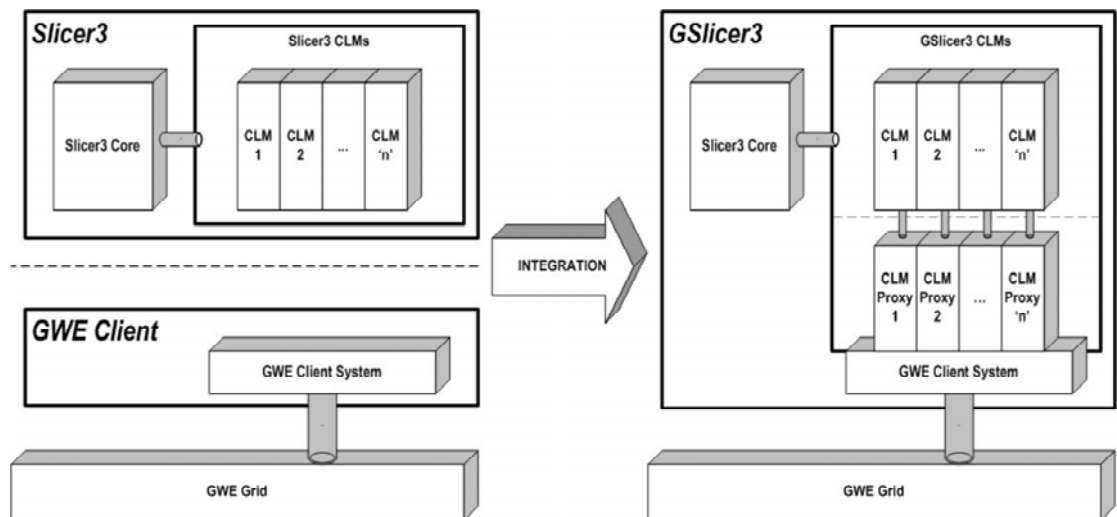 Slicer3
Slicer3 CLMs
Slicer3 Core
CLM
1
CLM
2
...
CLM
'n'
GWE Client
GWE Client System
GWE Grid
INTEGRATION
GSlicer3
GSlicer3 CLMs
Slicer3 Core
CLM
1
CLM
2
...
CLM
'n'
CLM
Proxy
1
CLM
Proxy
2
...
CLM
Proxy
'n'
GWE Client System
GWE Grid